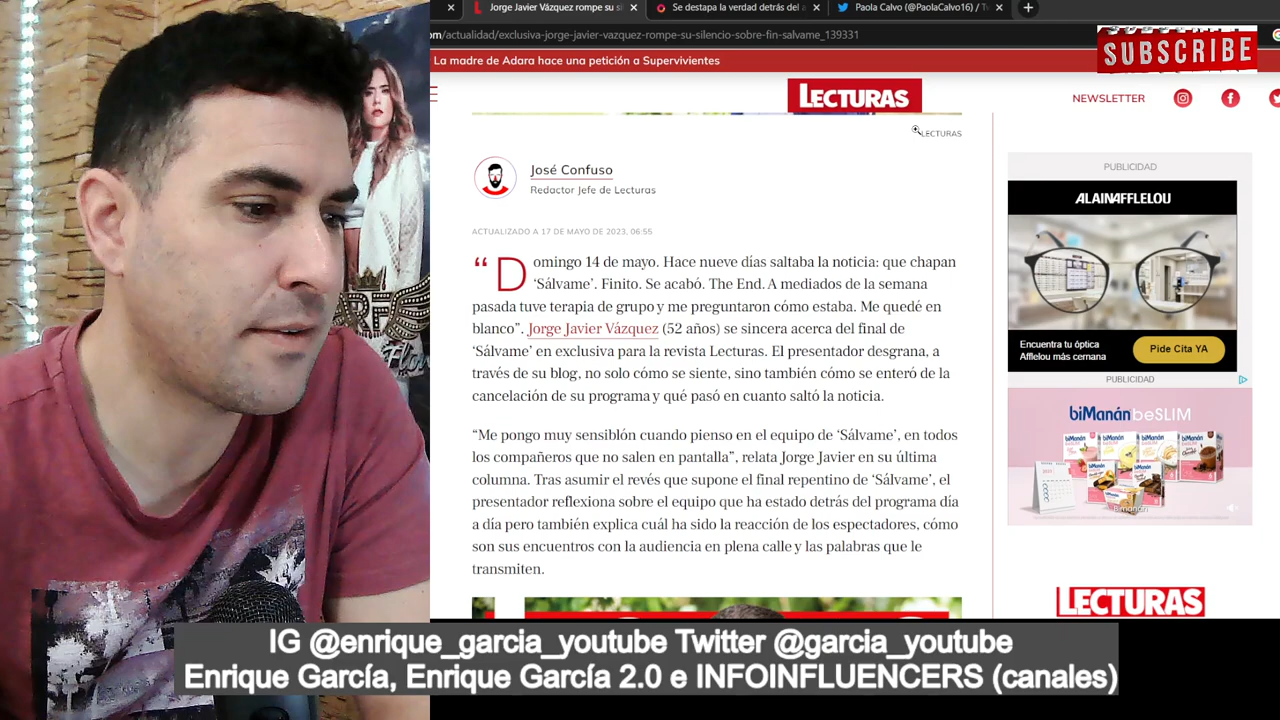 Jorge Javier Vázquez rompe su si
Se destapa la verdad detrás del a
Paola Calvo (@PaolaCalvo16) / Tw
om/actualidad/exclusiva-jorge-javier-vazquez-rompe-su-silencio-sobre-fin-salvame_139331
SUBSCRIBE
La madre de Adara hace una petición a Supervivientes
LECTURAS
NEWSLETTER
LECTURAS
José Confuso
Redactor Jefe de Lecturas
ACTUALIZADO A 17 DE MAYO DE 2023, 06:55
“Domingo 14 de mayo. Hace nueve días saltaba la noticia: que chapan
‘Sálvame’. Finito. Se acabó. The End. A mediados de la semana
pasada tuve terapia de grupo y me preguntaron cómo estaba. Me quedé en
blanco”. Jorge Javier Vázquez (52 años) se sincera acerca del final de
‘Sálvame’ en exclusiva para la revista Lecturas. El presentador desgrana, a
través de su blog, no solo cómo se siente, sino también cómo se enteró de la
cancelación de su programa y qué pasó en cuanto saltó la noticia.
“Me pongo muy sensiblón cuando pienso en el equipo de ‘Sálvame’, en todos
los compañeros que no salen en pantalla”, relata Jorge Javier en su última
columna. Tras asumir el revés que supone el final repentino de ‘Sálvame’, el
presentador reflexiona sobre el equipo que ha estado detrás del programa día
a día pero también explica cuál ha sido la reacción de los espectadores, cómo
son sus encuentros con la audiencia en plena calle y las palabras que le
transmiten.
PUBLICIDAD
ALAINAFFLELOU
Encuentra tu óptica
Afflelou más cercana
Pide Cita YA
PUBLICIDAD
biManán beSLIM
biManán
LECTURAS
IG @enrique_garcia_youtube Twitter @garcia_youtube
Enrique García, Enrique García 2.0 e INFOINFLUENCERS (canales)